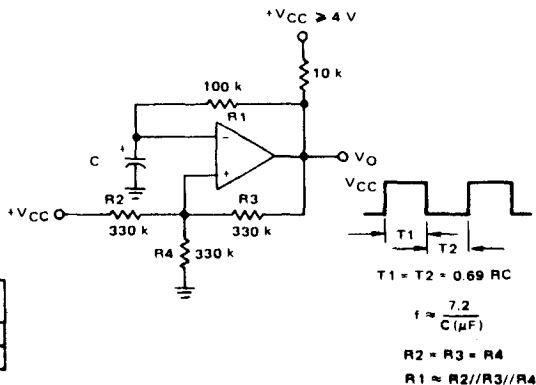 +VCC ≥ 4 V
10 k
100 k
R1
C
+
−
+
VO
R2
R3
+VCC
330 k
330 k
R4
330 k
VCC
T1
T2
T1 = T2 = 0.69 RC
f ≈ 7.2 / C(μF)
R2 = R3 = R4
R1 ≈ R2//R3//R4